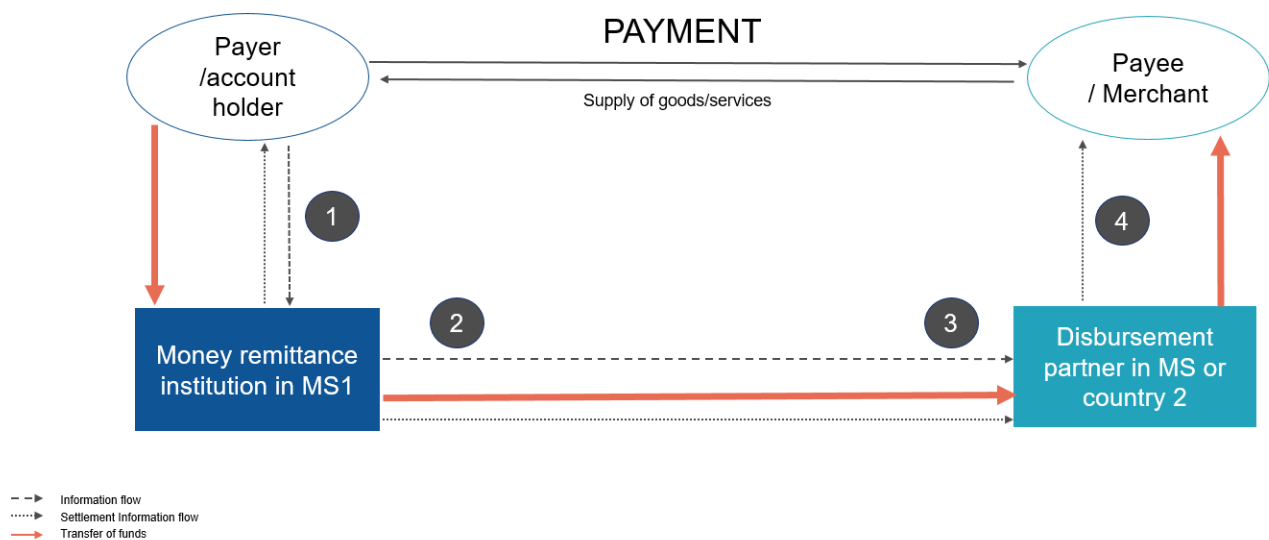 PAYMENT
Payer
/account
holder
Payee
/ Merchant
Supply of goods/services
1
4
2
3
Money remittance
institution in MS1
Disbursement
partner in MS or
country 2
Information flow
Settlement Information flow
Transfer of funds